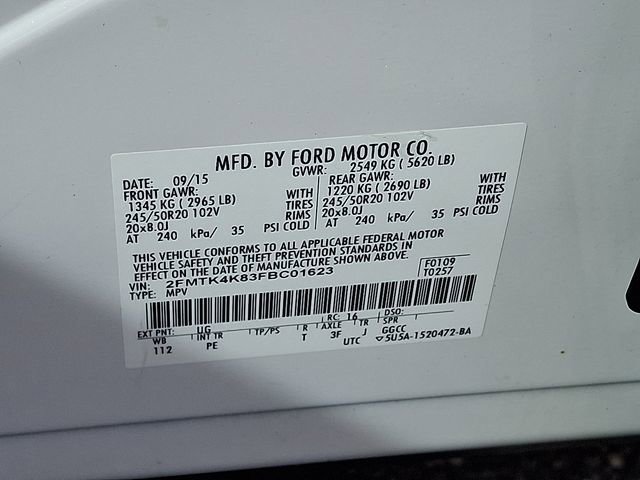 MFD. BY FORD MOTOR CO.
DATE: 09/15 GVWR: 2549 KG ( 5620 LB)
FRONT GAWR: REAR GAWR:
1345 KG ( 2965 LB) WITH 1220 KG ( 2690 LB) WITH
245/50R20 102V TIRES 245/50R20 102V TIRES
20x8.0J RIMS 20x8.0J RIMS
AT 240 kPa/ 35 PSI COLD AT 240 kPa/ 35 PSI COLD
THIS VEHICLE CONFORMS TO ALL APPLICABLE FEDERAL MOTOR
VEHICLE SAFETY AND THEFT PREVENTION STANDARDS IN
EFFECT ON THE DATE OF MANUFACTURE SHOWN ABOVE.
F0109
VIN: 2FMTK4K83FBC01623 T0257
TYPE: MPV
EXT PNT: UG RC: 16 DSO:
WB INT TR TP/PS R AXLE TR SPR
112 PE T 3F J GGCC
UTC ▽5U5A-1520472-BA